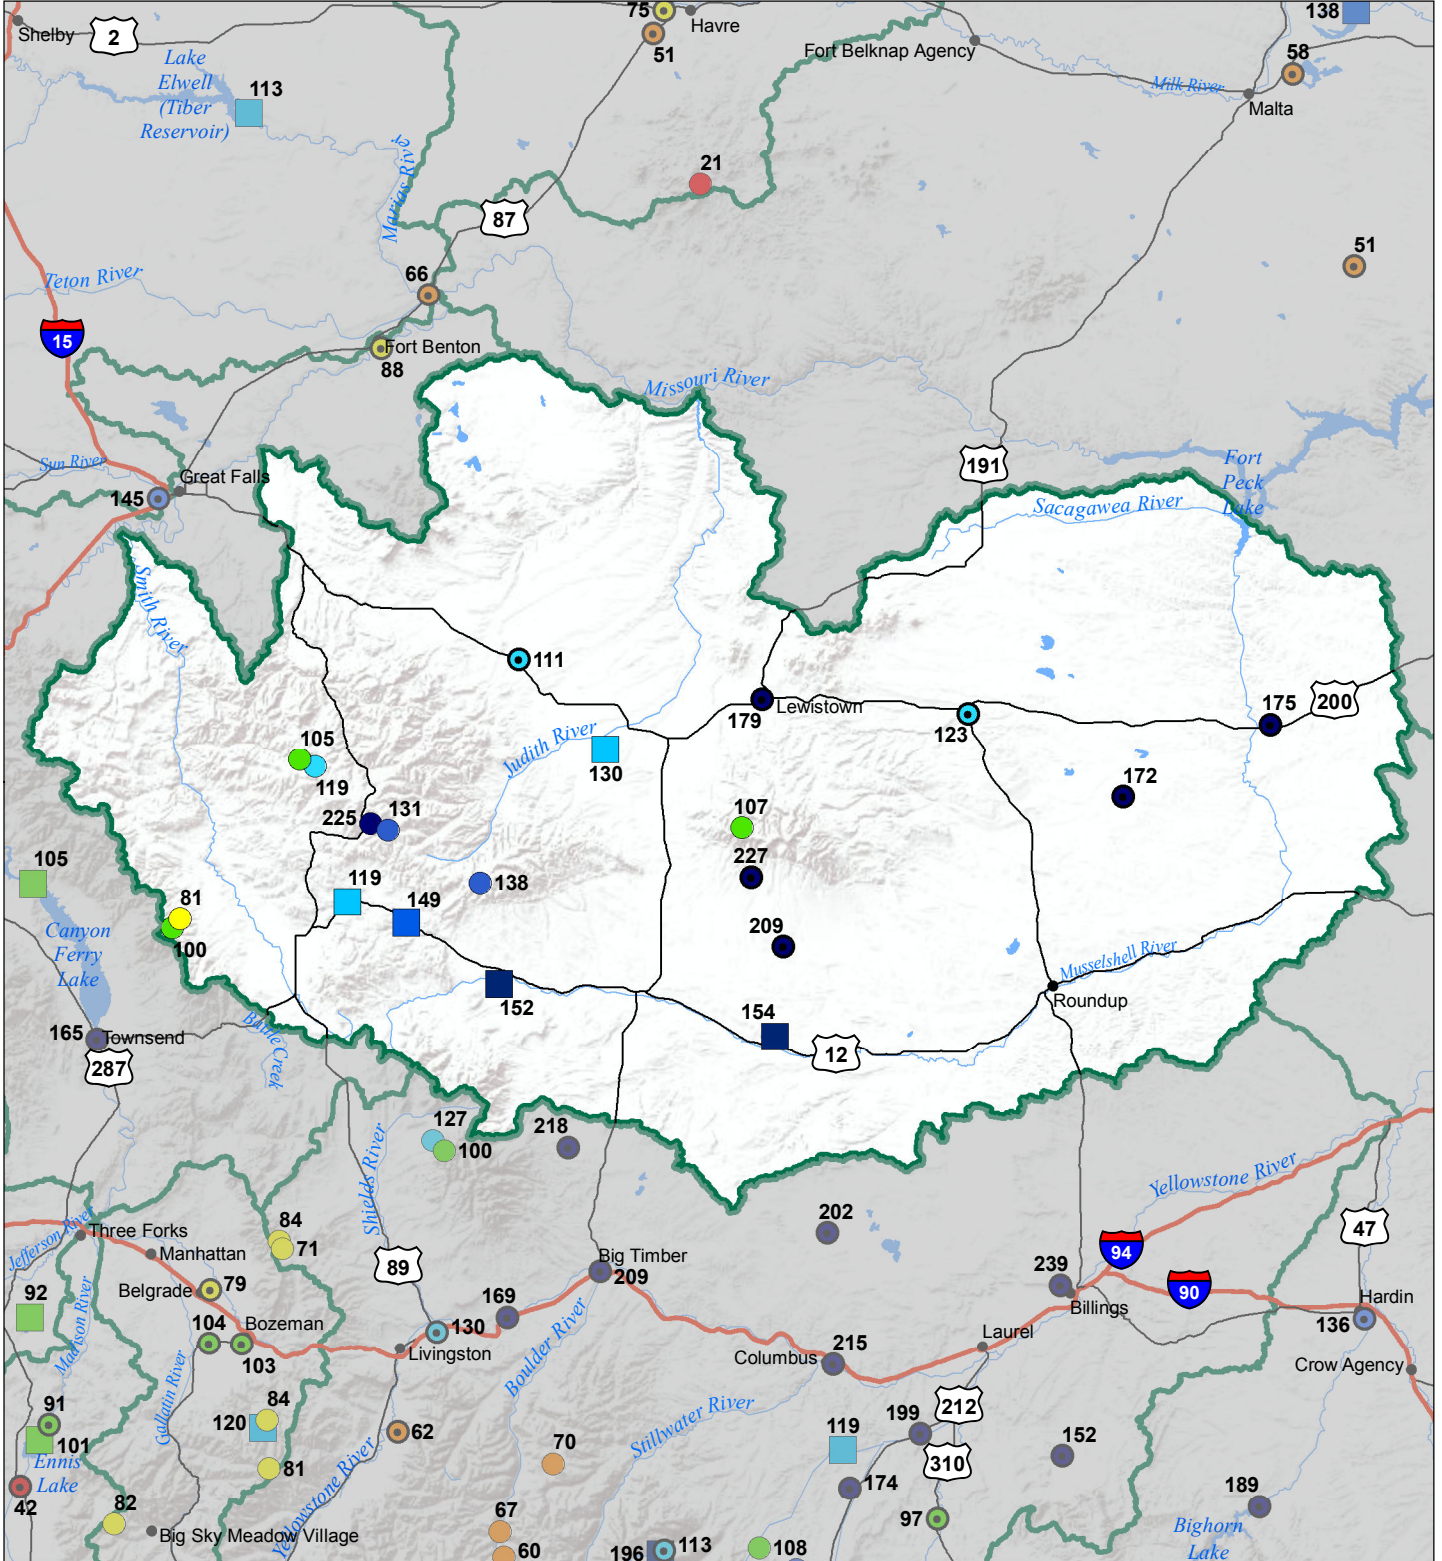 75
138
Shelby
2
Havre
51
Fort Belknap Agency
58
Lake
Elwell
(Tiber
Reservoir)
113
Milk River
Malta
Marias River
21
87
51
Teton River
66
15
Fort Benton
88
Missouri River
Sun River
Great Falls
145
191
Fort
Peck
Lake
Sacagawea River
Smith River
111
179
Lewistown
123
175
200
105
119
Judith River
130
172
225
131
107
227
105
119
149
138
81
100
Canyon
Ferry
Lake
209
Musselshell River
152
154
Roundup
12
165
Townsend
287
Battle Creek
127
100
218
Shields River
Yellowstone River
202
47
Jefferson River
Three Forks
84
71
Manhattan
89
Big Timber
209
94
239
90
Billings
Hardin
136
Belgrade
79
92
Madison River
104
Bozeman
103
169
130
Livingston
Boulder River
Columbus
215
Laurel
Crow Agency
Gallatin River
91
101
Ennis
Lake
42
84
120
81
62
Yellowstone River
70
Stillwater River
212
199
119
310
152
174
189
97
Bighorn
Lake
82
Big Sky Meadow Village
67
60
196
113
108